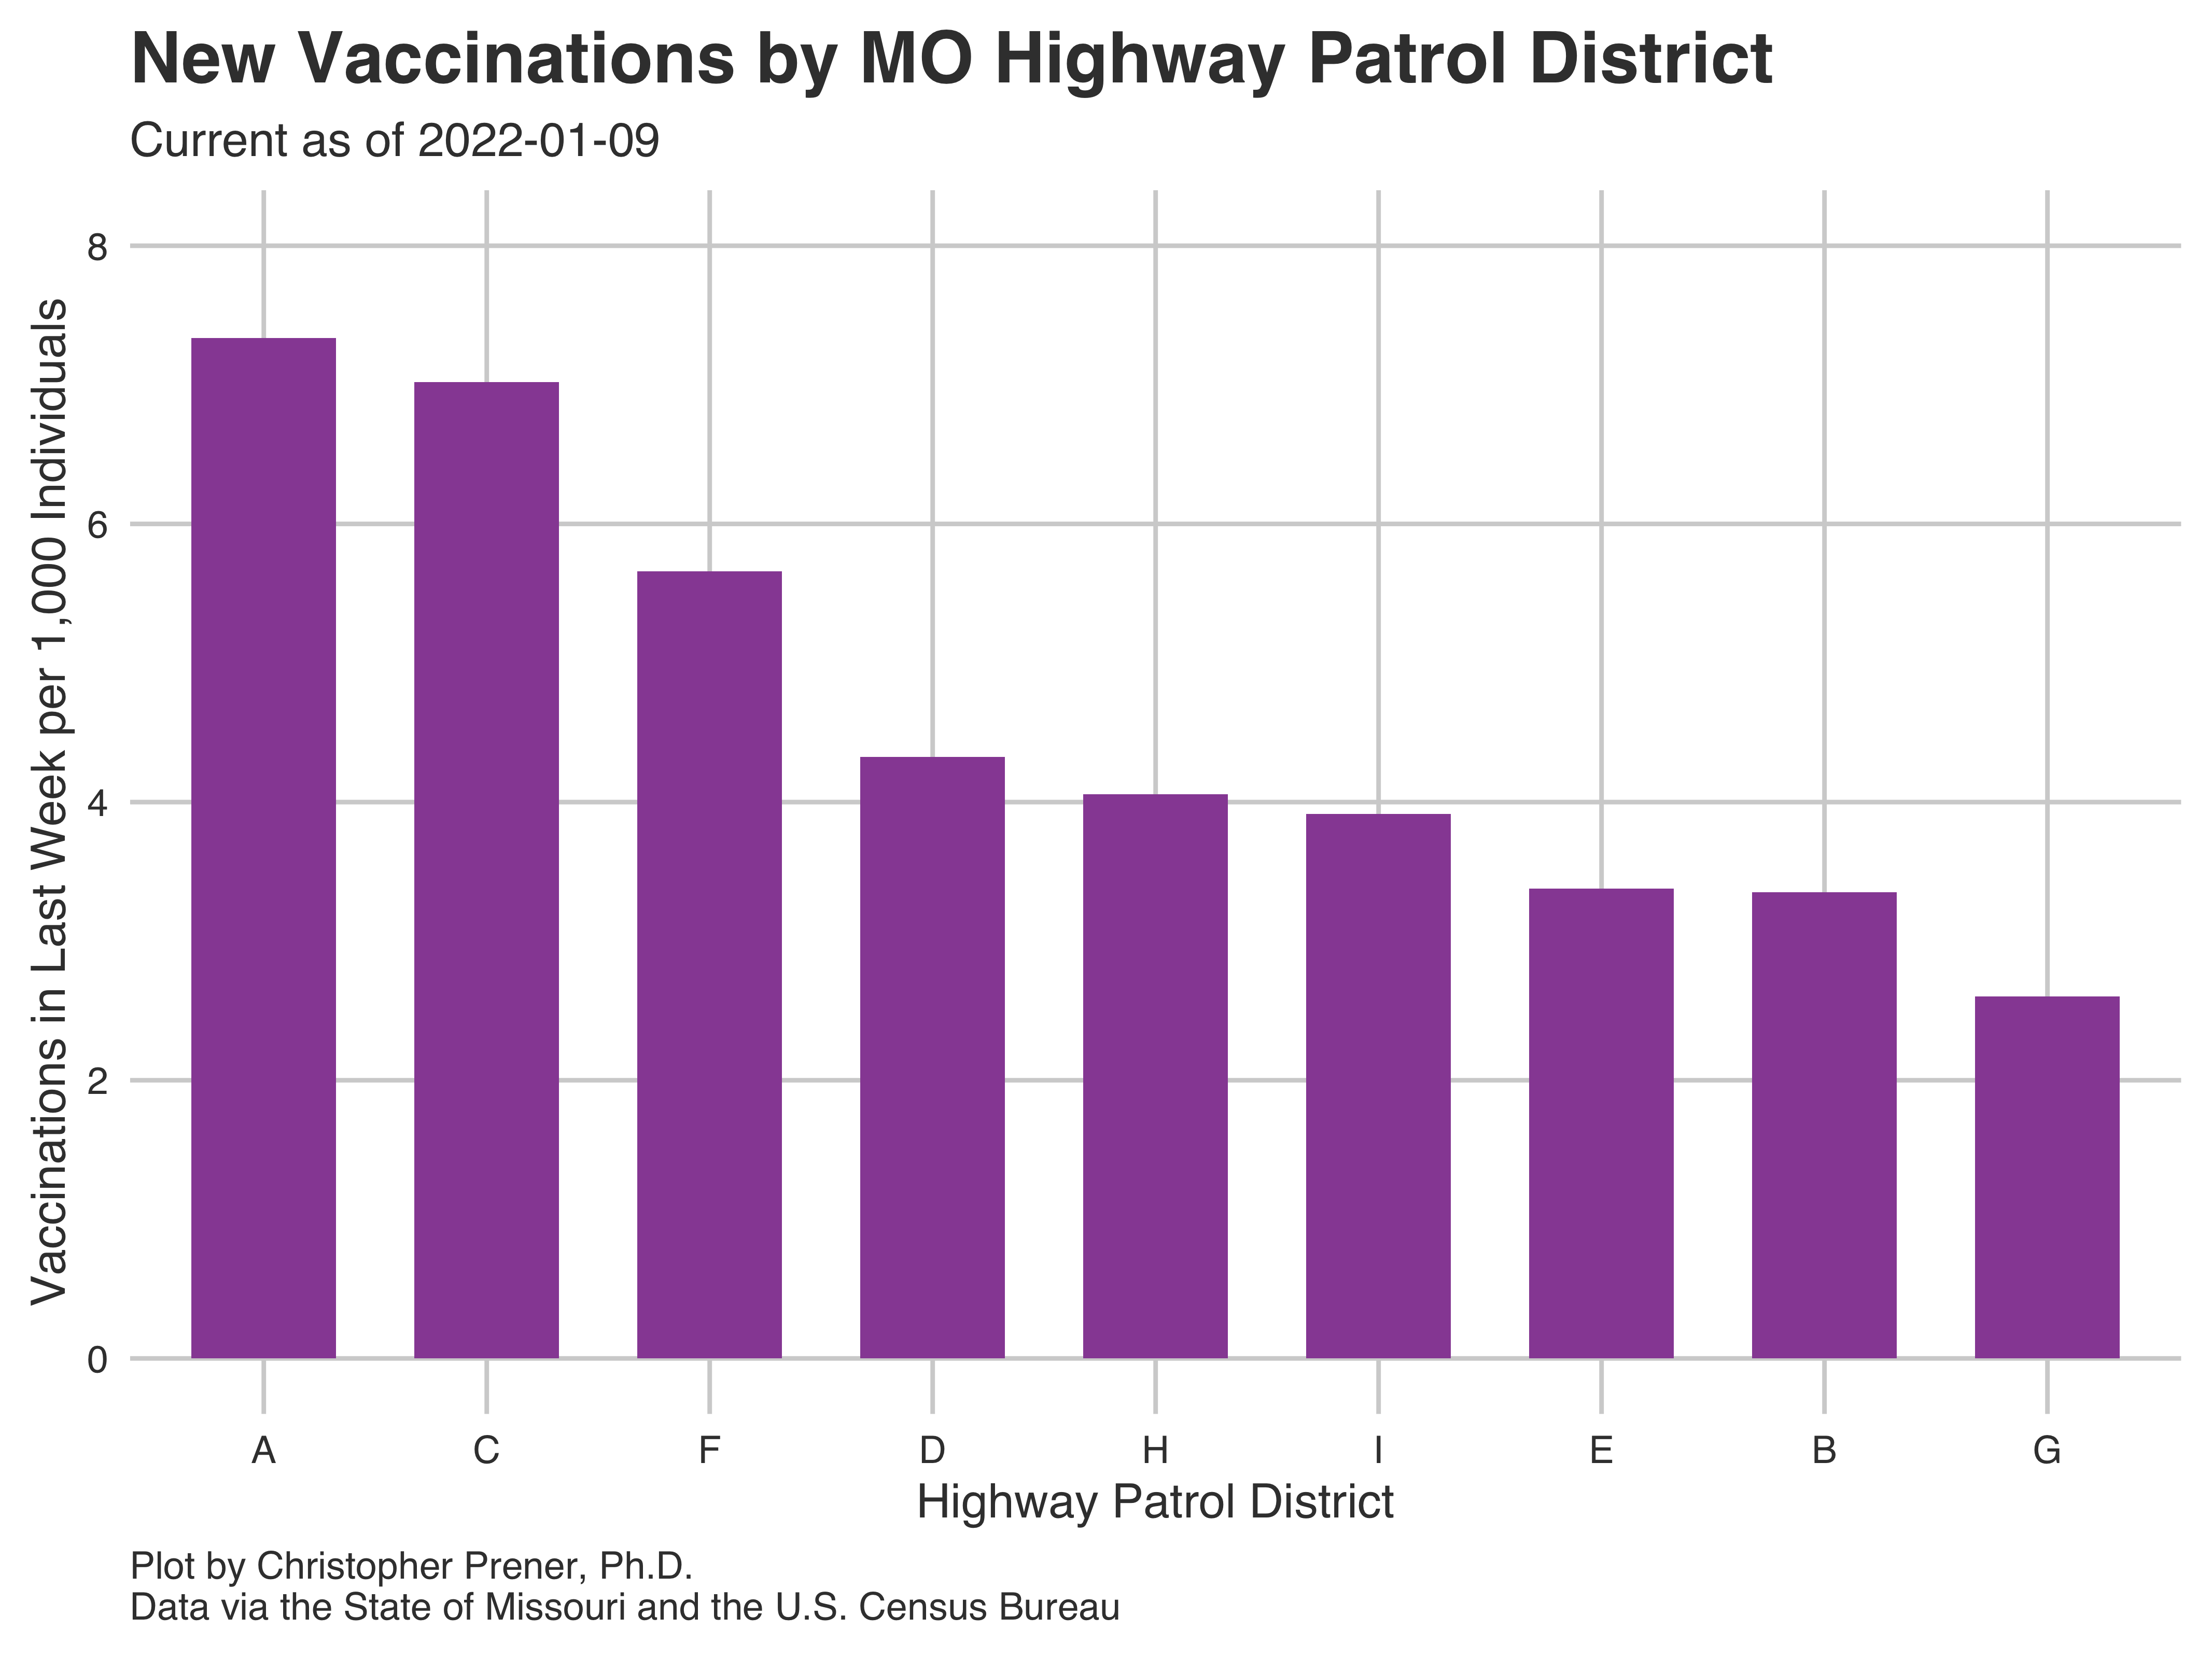 New Vaccinations by MO Highway Patrol District
Current as of 2022-01-09
Vaccinations in Last Week per 1,000 Individuals
8
6
4
2
0
A C F D H I E B G
Highway Patrol District
Plot by Christopher Prener, Ph.D.
Data via the State of Missouri and the U.S. Census Bureau